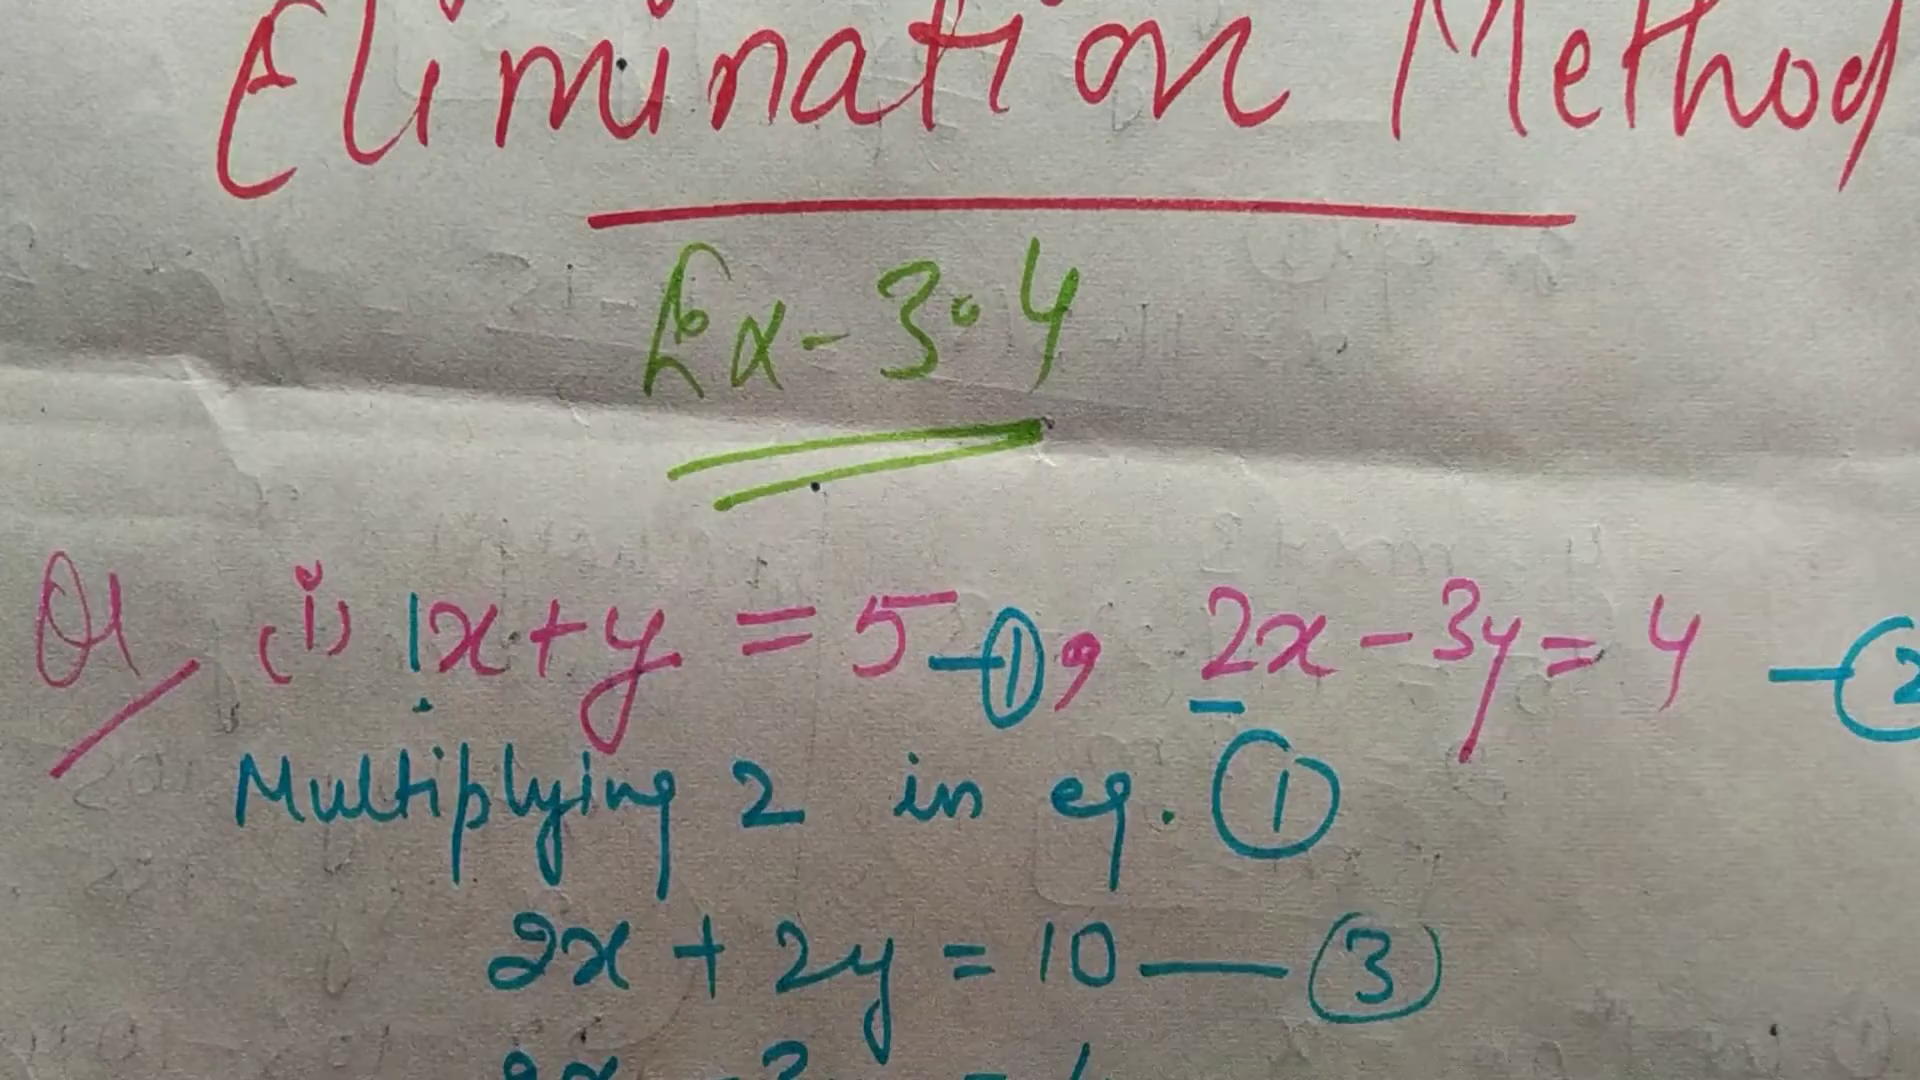 Elimination Method
Ex-3.4
Q1 (i) 1x + y = 5 — ① , 2x - 3y = 4 — ②
Multiplying 2 in eq. ①
2x + 2y = 10 — ③